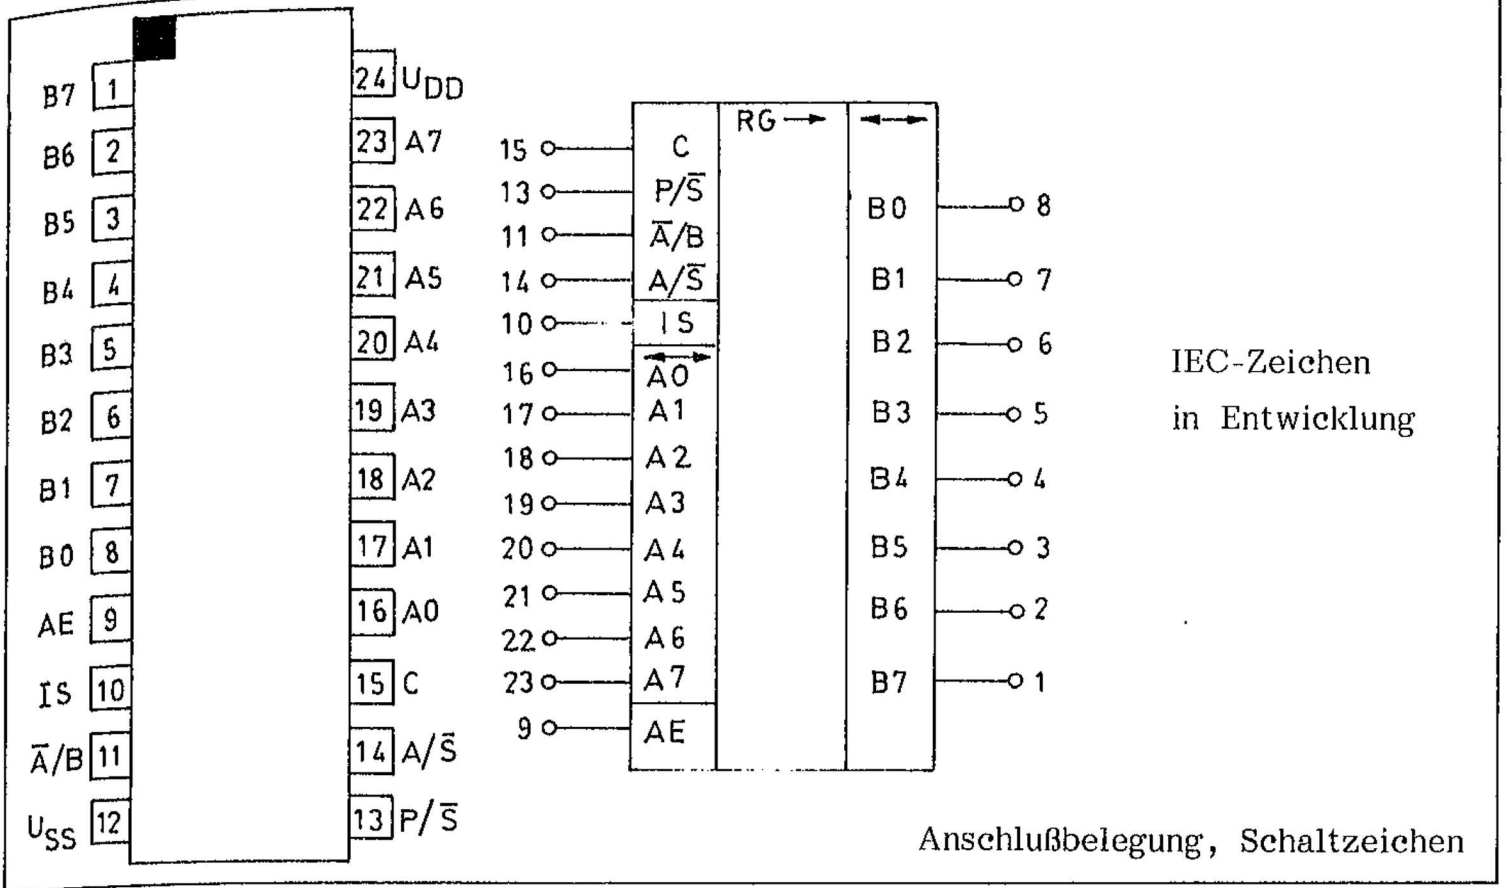 B7 1 24 UDD
B6 2 23 A7
B5 3 22 A6
B4 4 21 A5
B3 5 20 A4
B2 6 19 A3
B1 7 18 A2
B0 8 17 A1
AE 9 16 A0
IS 10 15 C
A̅/B 11 14 A/S̅
USS 12 13 P/S̅
RG
15 C
13 P/S̅
11 A̅/B
14 A/S̅
10 IS
16 A0
17 A1
18 A2
19 A3
20 A4
21 A5
22 A6
23 A7
9 AE
B0 8
B1 7
B2 6
B3 5
B4 4
B5 3
B6 2
B7 1
IEC-Zeichen
in Entwicklung
Anschlußbelegung, Schaltzeichen